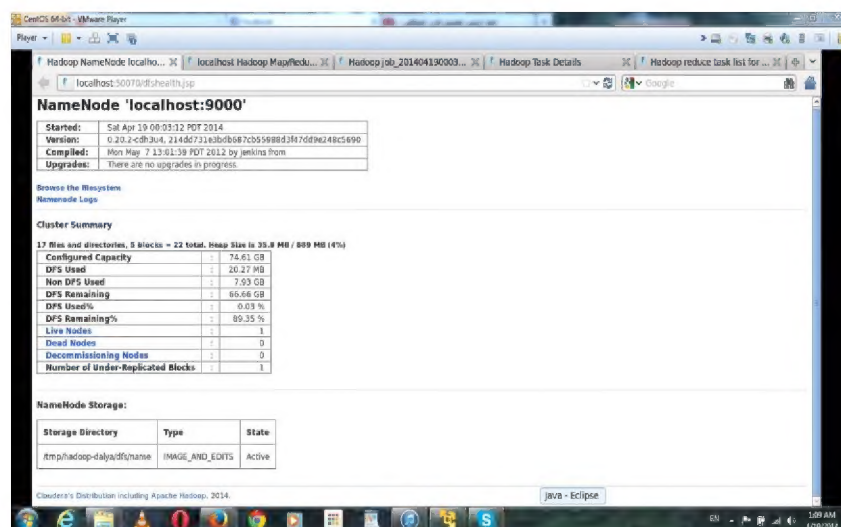 CentOS 64-bit - VMware Player
Player
Hadoop NameNode localho...
localhost Hadoop Map/Redu...
Hadoop job_201404190003...
Hadoop Task Details
Hadoop reduce task list for ...
localhost:50070/dfshealth.jsp
Google
NameNode 'localhost:9000'
Started: Sat Apr 19 00:03:12 PDT 2014
Version: 0.20.2-cdh3u4,
Compiled: Mon May 7 13:01:39 PDT 2012 by jenkins from
Upgrades: There are no upgrades in progress.
Browse the filesystem
Namenode Logs
Cluster Summary
17 files and directories, 5 blocks = 22 total. Heap Size is 35.8 MB / 889 MB (4%)
Configured Capacity : 74.61 GB
DFS Used : 20.27 MB
Non DFS Used : 7.93 GB
DFS Remaining : 66.66 GB
DFS Used% : 0.03 %
DFS Remaining% : 89.35 %
Live Nodes : 1
Dead Nodes : 0
Decommissioning Nodes : 0
Number of Under-Replicated Blocks : 1
NameNode Storage:
Storage Directory Type State
/tmp/hadoop-dalya/dfs/name IMAGE_AND_EDITS Active
Cloudera's Distribution including Apache Hadoop, 2014.
Java - Eclipse
EN
1:09 AM
4/20/2014